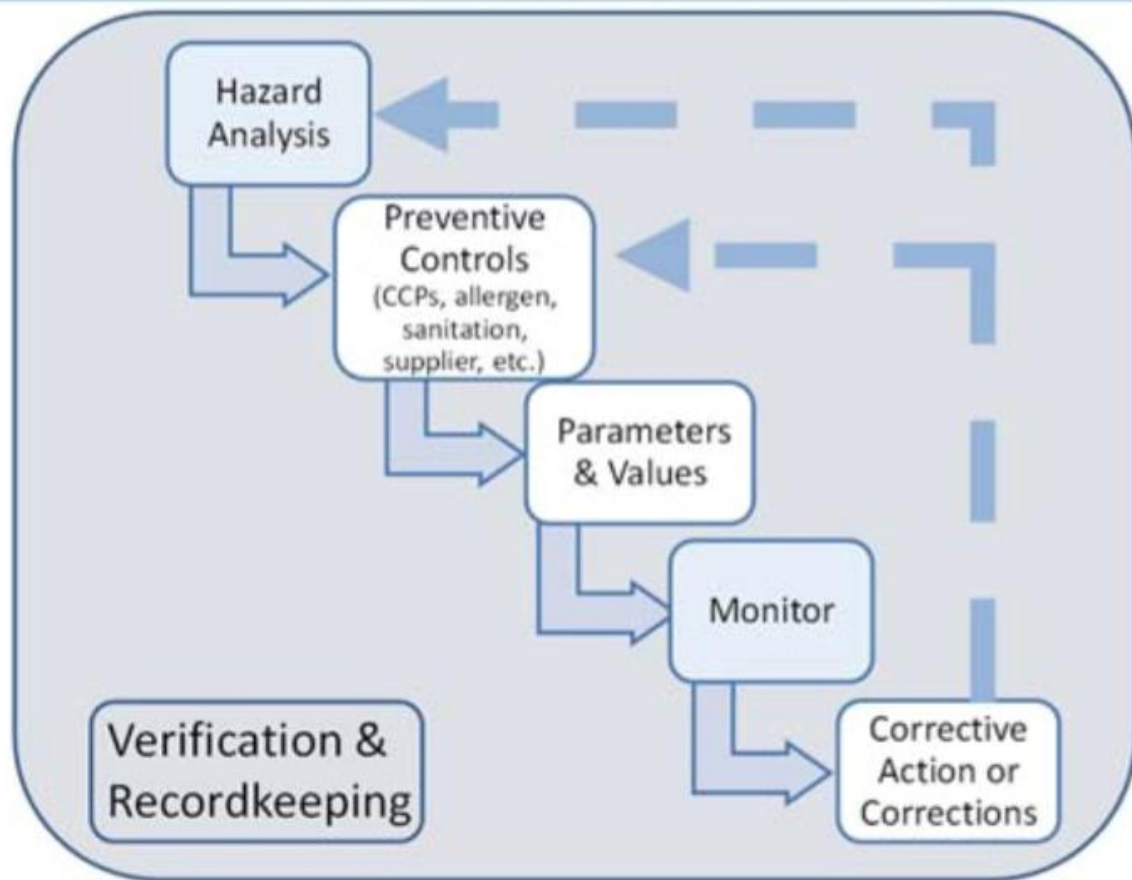 Hazard
Analysis
Preventive
Controls
(CCPs, allergen,
sanitation,
supplier, etc.)
Parameters
& Values
Monitor
Corrective
Action or
Corrections
Verification &
Recordkeeping